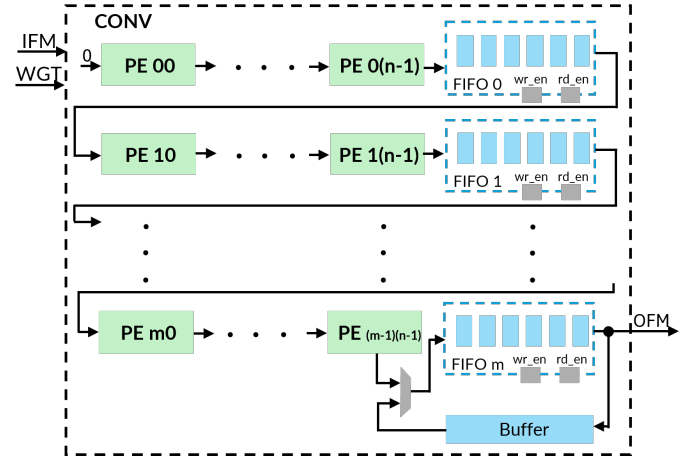 CONV
IFM
WGT
0
PE 00
PE 0(n-1)
FIFO 0
wr_en
rd_en
PE 10
PE 1(n-1)
FIFO 1
wr_en
rd_en
PE m0
PE (m-1)(n-1)
FIFO m
wr_en
rd_en
OFM
Buffer